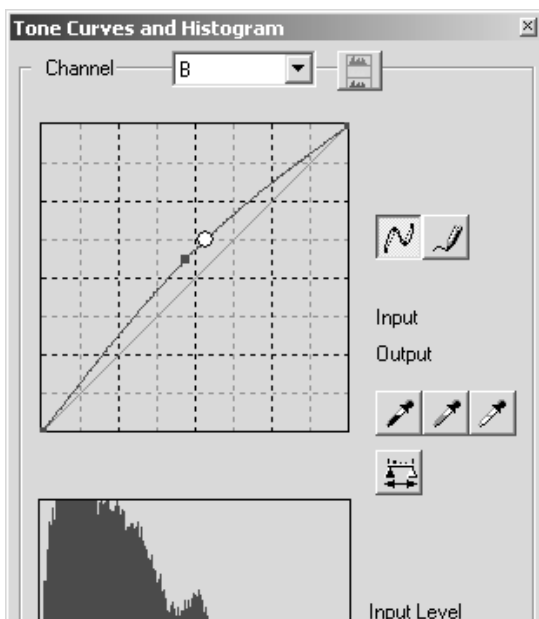 Tone Curves and Histogram
Channel B
Input
Output
Input Level